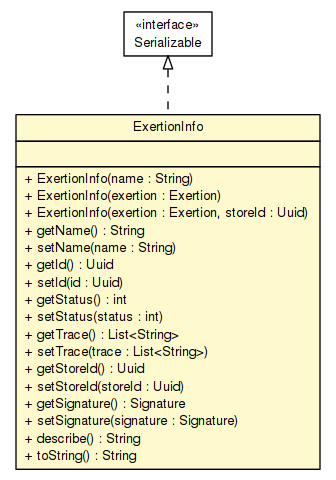 «interface»
Serializable
ExertionInfo
+ ExertionInfo(name : String)
+ ExertionInfo(exertion : Exertion)
+ ExertionInfo(exertion : Exertion, storeId : Uuid)
+ getName() : String
+ setName(name : String)
+ getId() : Uuid
+ setId(id : Uuid)
+ getStatus() : int
+ setStatus(status : int)
+ getTrace() : List<String>
+ setTrace(trace : List<String>)
+ getStoreId() : Uuid
+ setStoreId(storeId : Uuid)
+ getSignature() : Signature
+ setSignature(signature : Signature)
+ describe() : String
+ toString() : String